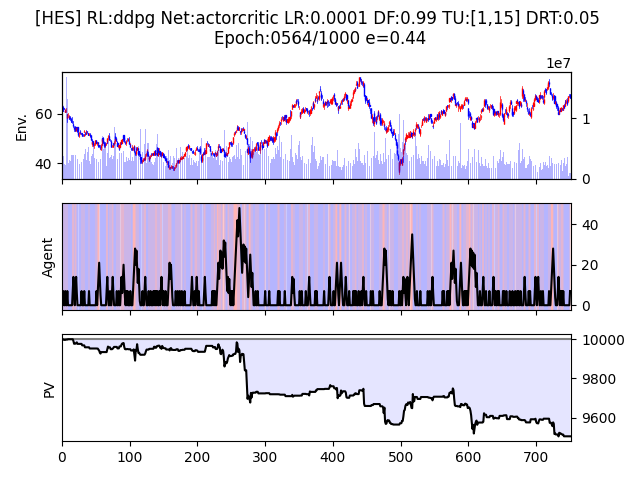 [HES] RL:ddpg Net:actorcritic LR:0.0001 DF:0.99 TU:[1,15] DRT:0.05
Epoch:0564/1000 e=0.44
1e7
Env.
60
40
1
0
Agent
40
20
0
PV
10000
9800
9600
0 100 200 300 400 500 600 700